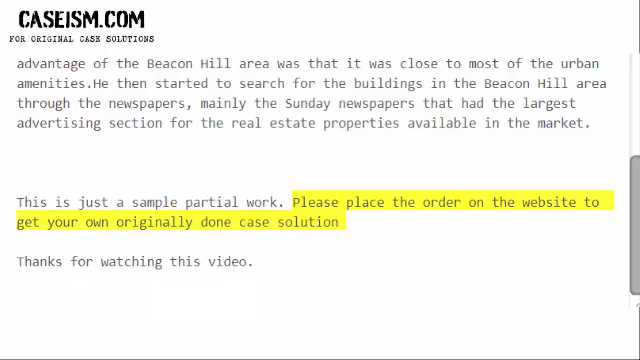 CASEISM.COM
FOR ORIGINAL CASE SOLUTIONS
advantage of the Beacon Hill area was that it was close to most of the urban
amenities.He then started to search for the buildings in the Beacon Hill area
through the newspapers, mainly the Sunday newspapers that had the largest
advertising section for the real estate properties available in the market.
This is just a sample partial work. Please place the order on the website to
get your own originally done case solution
Thanks for watching this video.